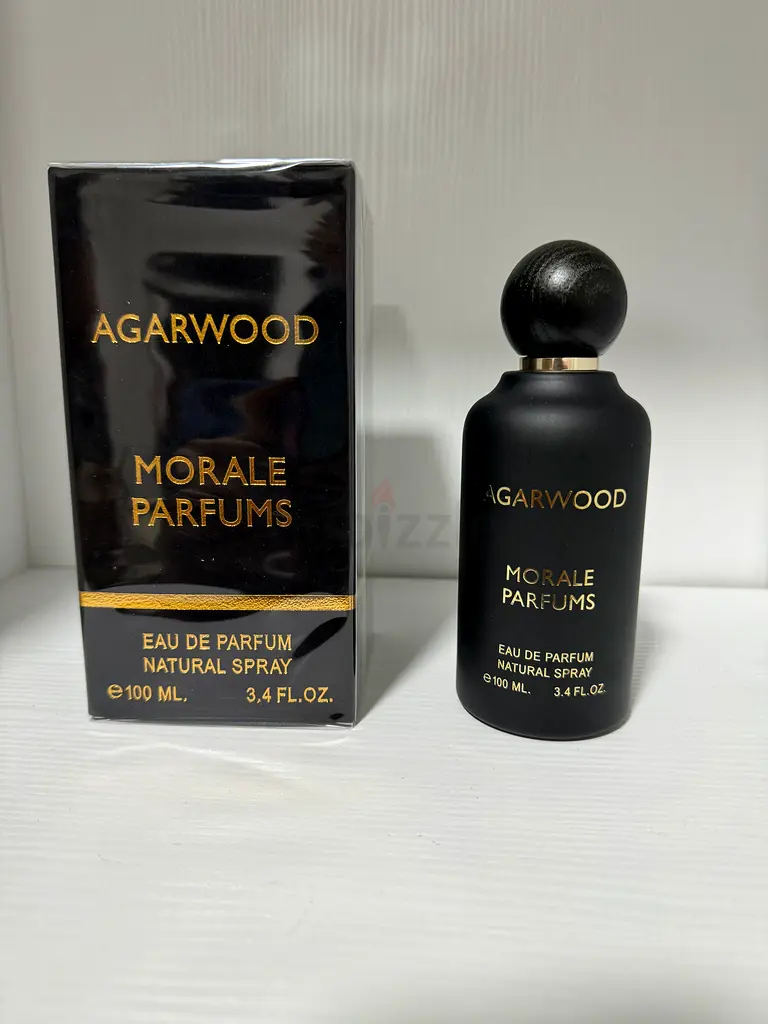 AGARWOOD
MORALE
PARFUMS
EAU DE PARFUM
NATURAL SPRAY
℮100 ML. 3,4 FL.OZ.
AGARWOOD
MORALE
PARFUMS
EAU DE PARFUM
NATURAL SPRAY
℮100 ML. 3.4 FL.OZ.